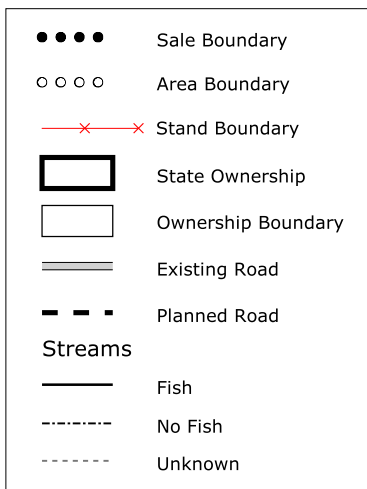 Sale Boundary
Area Boundary
Stand Boundary
State Ownership
Ownership Boundary
Existing Road
Planned Road
Streams
Fish
No Fish
Unknown